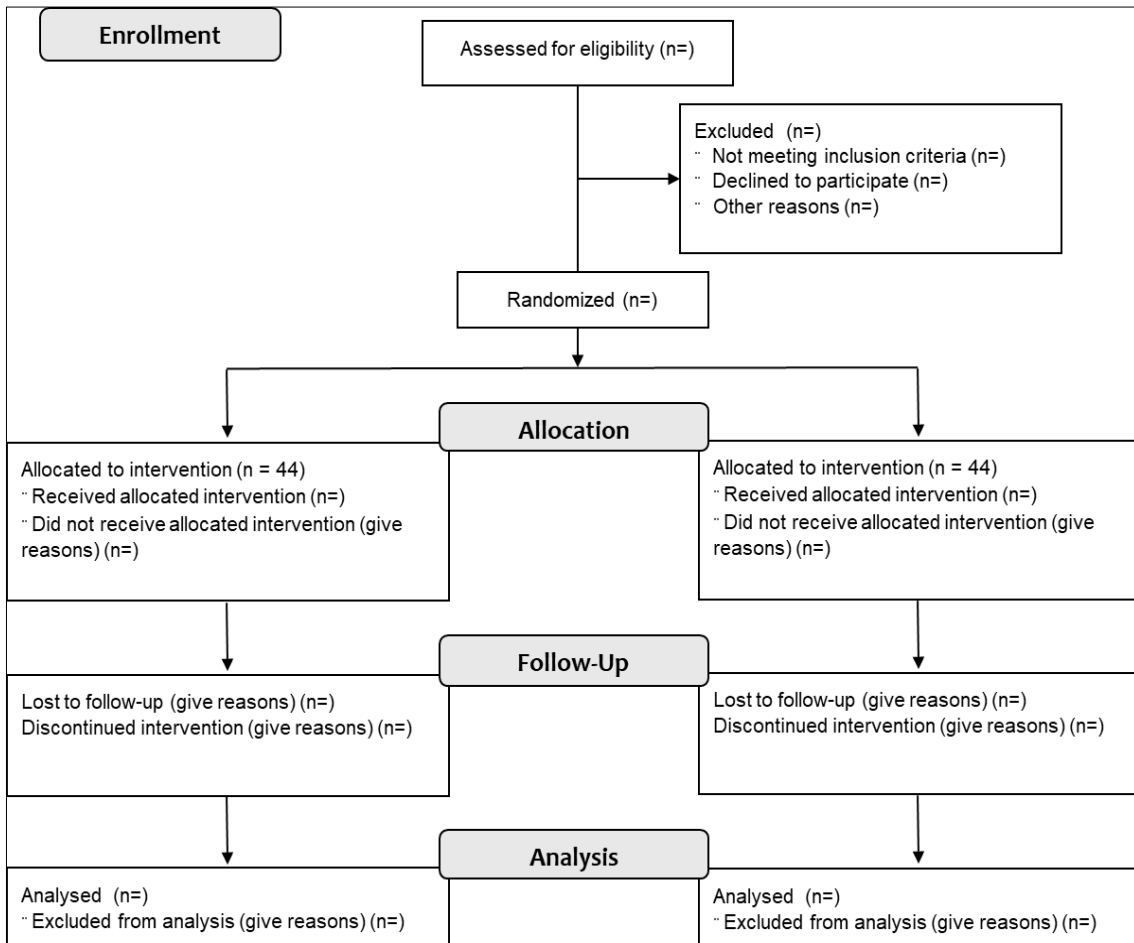 Enrollment
Assessed for eligibility (n=)
Excluded (n=)
¨ Not meeting inclusion criteria (n=)
¨ Declined to participate (n=)
¨ Other reasons (n=)
Randomized (n=)
Allocation
Allocated to intervention (n = 44)
¨ Received allocated intervention (n=)
¨ Did not receive allocated intervention (give
reasons) (n=)
Allocated to intervention (n = 44)
¨ Received allocated intervention (n=)
¨ Did not receive allocated intervention (give
reasons) (n=)
Follow-Up
Lost to follow-up (give reasons) (n=)
Discontinued intervention (give reasons) (n=)
Lost to follow-up (give reasons) (n=)
Discontinued intervention (give reasons) (n=)
Analysis
Analysed (n=)
¨ Excluded from analysis (give reasons) (n=)
Analysed (n=)
¨ Excluded from analysis (give reasons) (n=)